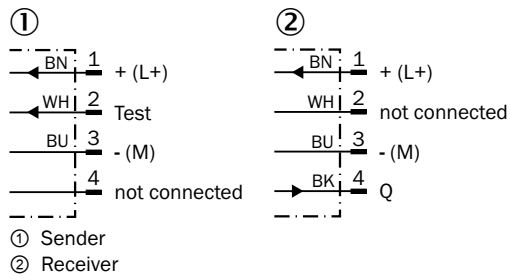 ① ②
BN 1 + (L+)
WH 2 Test
BU 3 - (M)
4 not connected
BN 1 + (L+)
WH 2 not connected
BU 3 - (M)
BK 4 Q
① Sender
② Receiver